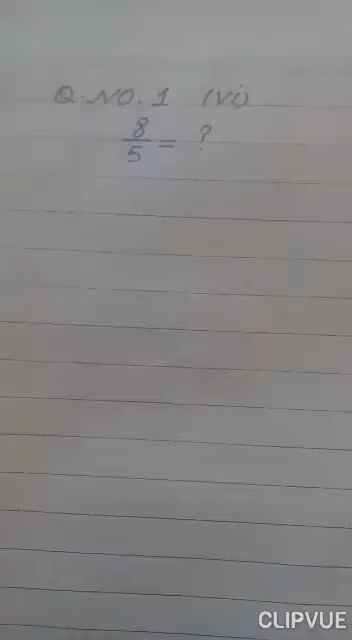 Q.NO.1 (vi)
8/5 = ?
CLIPVUE